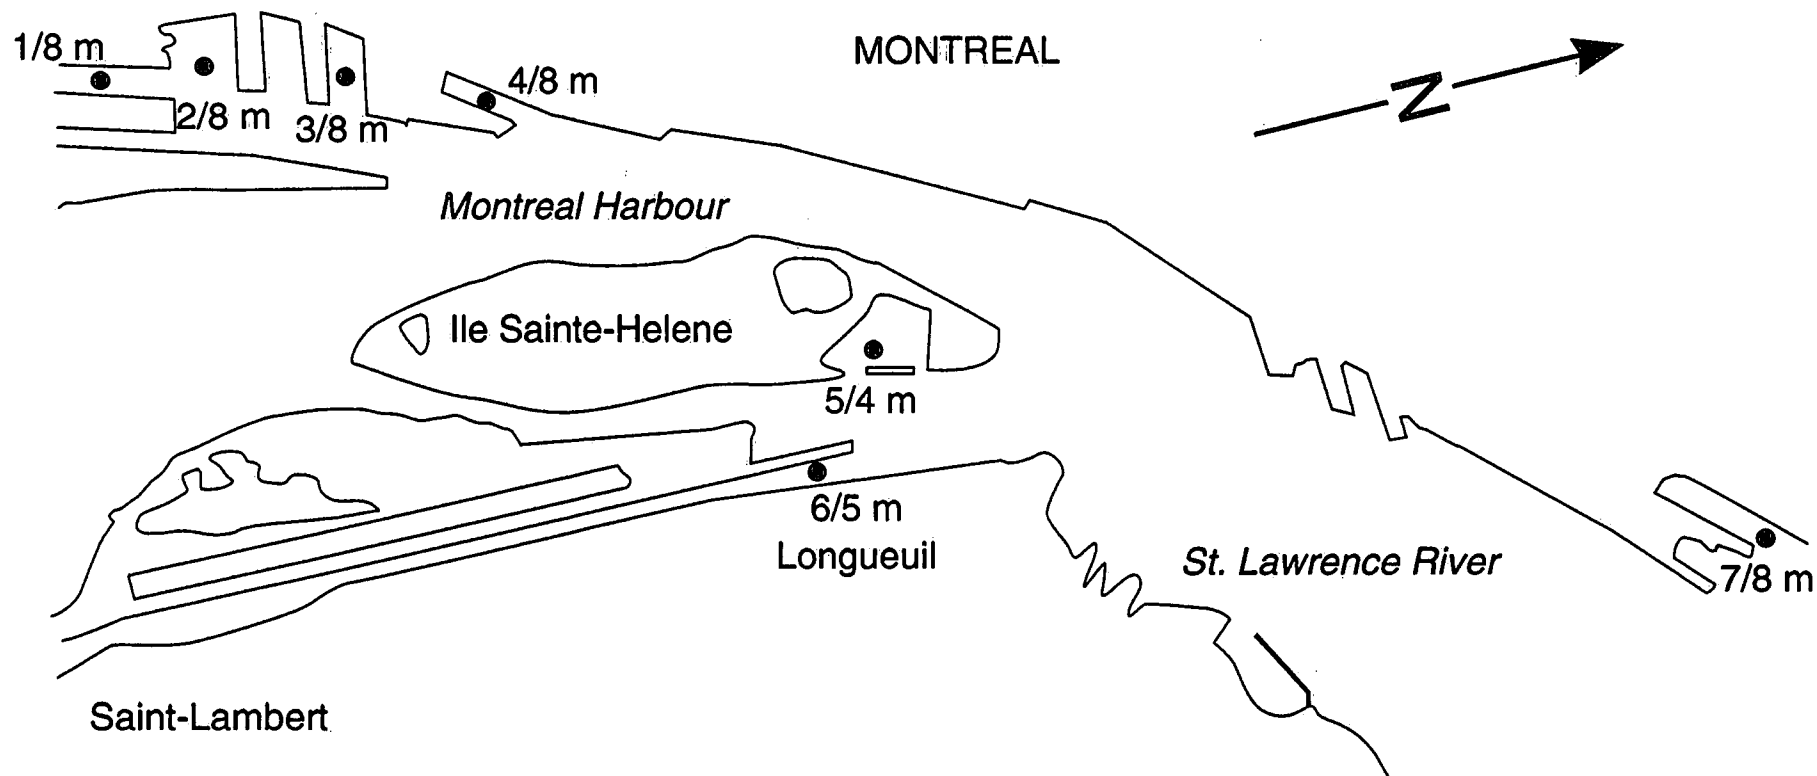 MONTREAL
1/8 m
2/8 m
3/8 m
4/8 m
N
Montreal Harbour
Ile Sainte-Helene
5/4 m
6/5 m
Longueuil
St. Lawrence River
7/8 m
Saint-Lambert